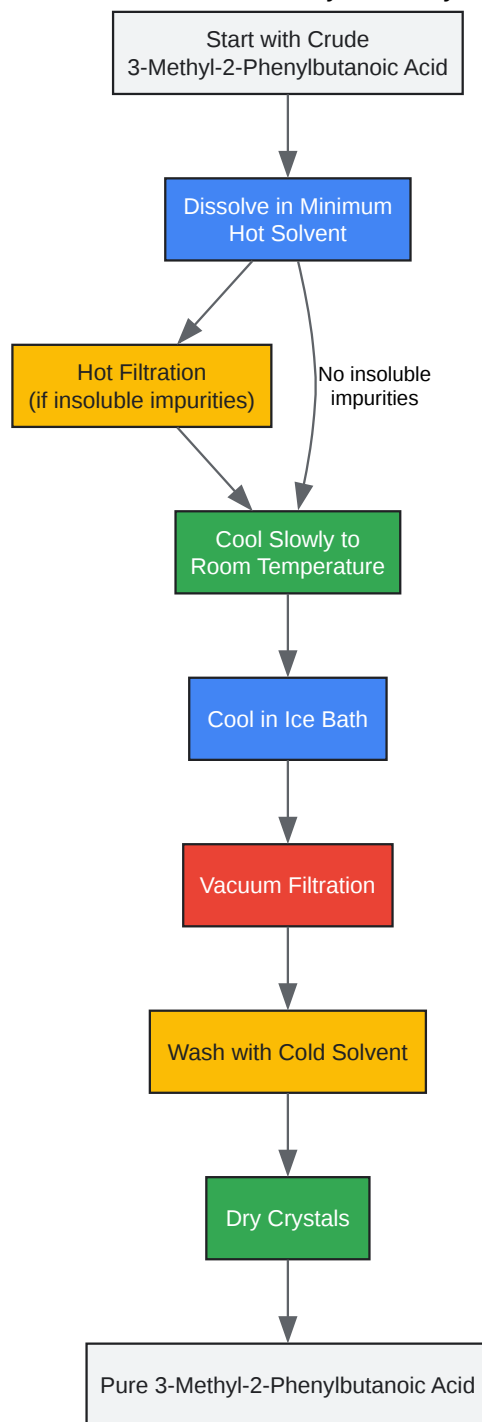 Start with Crude
3-Methyl-2-Phenylbutanoic Acid
Dissolve in Minimum
Hot Solvent
Hot Filtration
(if insoluble impurities)
No insoluble
impurities
Cool Slowly to
Room Temperature
Cool in Ice Bath
Vacuum Filtration
Wash with Cold Solvent
Dry Crystals
Pure 3-Methyl-2-Phenylbutanoic Acid